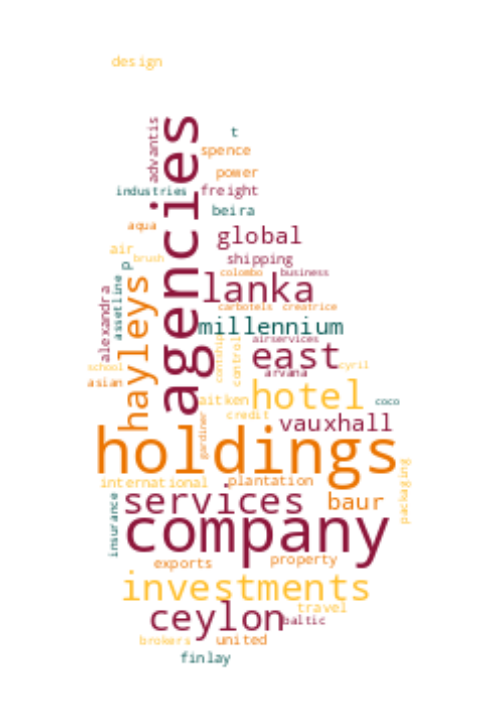 design
advantis
agencies
t
spence
power
industries
freight
beira
aqua
global
air
brush
shipping
p
colombo
business
assetline
hayleys
lanka
alexandra
carbotels
creatrice
millennium
airservices
control
east
school
cyril
arvana
asian
hotel
aitken
coco
credit
gardiner
vauxhall
holdings
international
plantation
packaging
services
baur
insurance
company
exports
property
investments
travel
ceylon
baltic
brokers
united
finlay